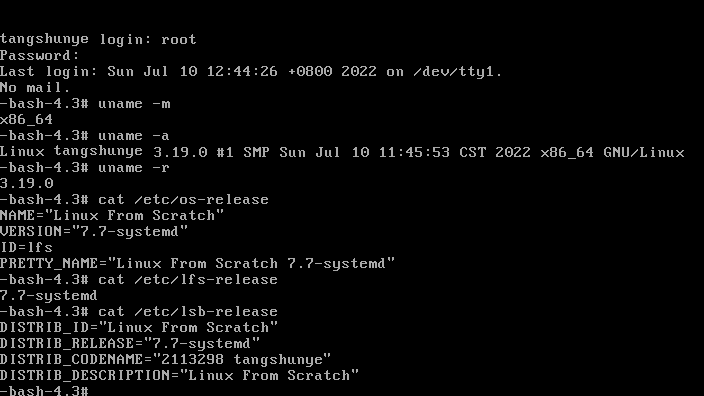 tangshunye login: root
Password:
Last login: Sun Jul 10 12:44:26 +0800 2022 on /dev/tty1.
No mail.
-bash-4.3# uname -m
x86_64
-bash-4.3# uname -a
Linux tangshunye 3.19.0 #1 SMP Sun Jul 10 11:45:53 CST 2022 x86_64 GNU/Linux
-bash-4.3# uname -r
3.19.0
-bash-4.3# cat /etc/os-release
NAME="Linux From Scratch"
VERSION="7.7-systemd"
ID=lfs
PRETTY_NAME="Linux From Scratch 7.7-systemd"
-bash-4.3# cat /etc/lfs-release
7.7-systemd
-bash-4.3# cat /etc/lsb-release
DISTRIB_ID="Linux From Scratch"
DISTRIB_RELEASE="7.7-systemd"
DISTRIB_CODENAME="2113298 tangshunye"
DISTRIB_DESCRIPTION="Linux From Scratch"
-bash-4.3#